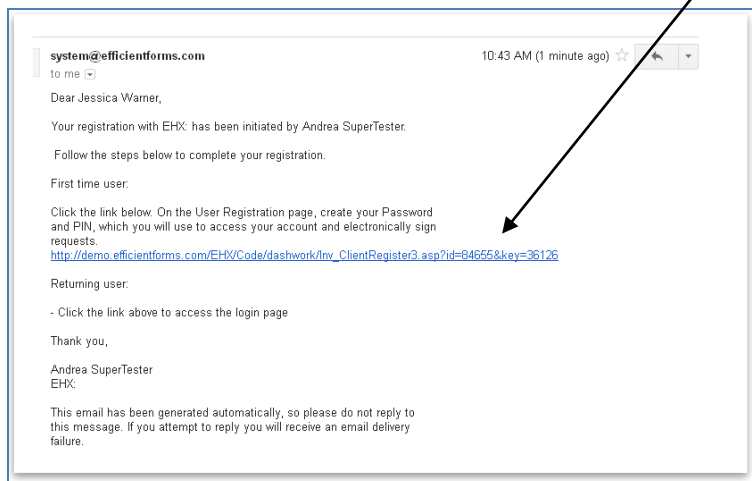 system@efficientforms.com 10:43 AM (1 minute ago)
to me
Dear Jessica Warner,
Your registration with EHX: has been initiated by Andrea SuperTester.
Follow the steps below to complete your registration.
First time user:
Click the link below. On the User Registration page, create your Password
and PIN, which you will use to access your account and electronically sign
requests.
http://demo.efficientforms.com/EHX/Code/dashwork/Inv_ClientRegister3.asp?id=84655&key=36126
Returning user:
- Click the link above to access the login page
Thank you,
Andrea SuperTester
EHX:
This email has been generated automatically, so please do not reply to
this message. If you attempt to reply you will receive an email delivery
failure.